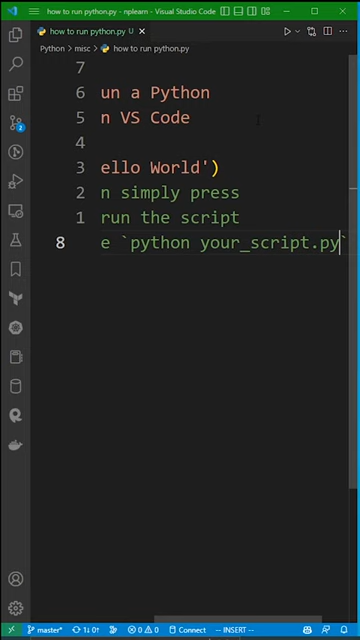 how to run python.py - nplearn - Visual Studio Code
how to run python.py U
Python > misc > how to run python.py
7
6 un a Python
5 n VS Code
4
3 ello World')
2 n simply press
1 run the script
8 e `python your_script.py`
2
master* 1↓ 0↑ 0 0 Connect -- INSERT --